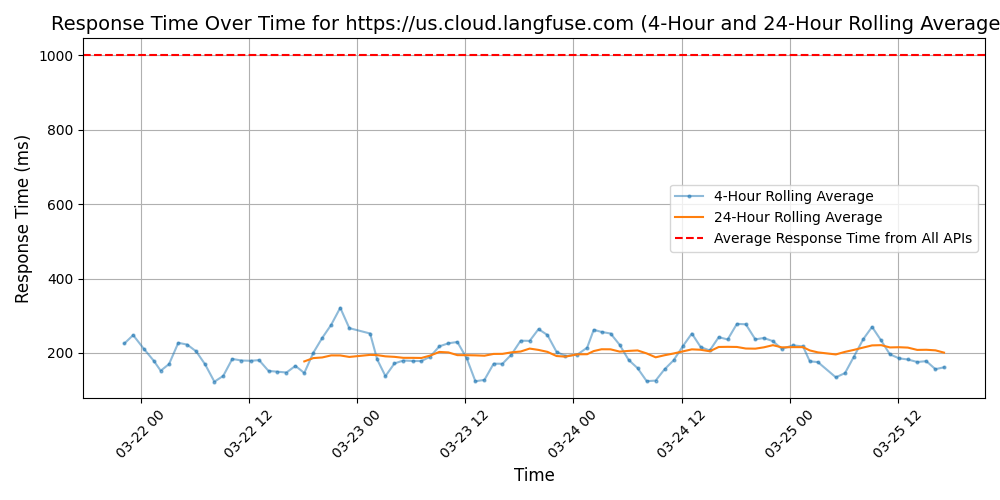 Response Time Over Time for https://us.cloud.langfuse.com (4-Hour and 24-Hour Rolling Average
Response Time (ms)
1000
800
600
400
200
4-Hour Rolling Average
24-Hour Rolling Average
Average Response Time from All APIs
03-22 00
03-22 12
03-23 00
03-23 12
03-24 00
03-24 12
03-25 00
03-25 12
Time